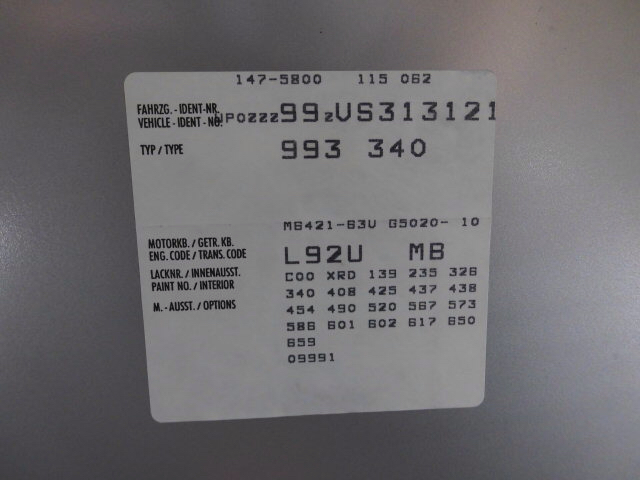 147-5800 115 062
FAHRZG. - IDENT-NR.
VEHICLE - IDENT - NO. WP0ZZZ99ZVS313121
TYP / TYPE 993 340
M6421-63V G5020- 10
MOTORKB. / GETR. KB.
ENG. CODE / TRANS. CODE L92U MB
LACKNR. / INNENAUSST. C00 XRD 139 235 326
PAINT NO. / INTERIOR 340 408 425 437 438
M. - AUSST. / OPTIONS 454 490 520 567 573
586 601 602 617 650
659
09991